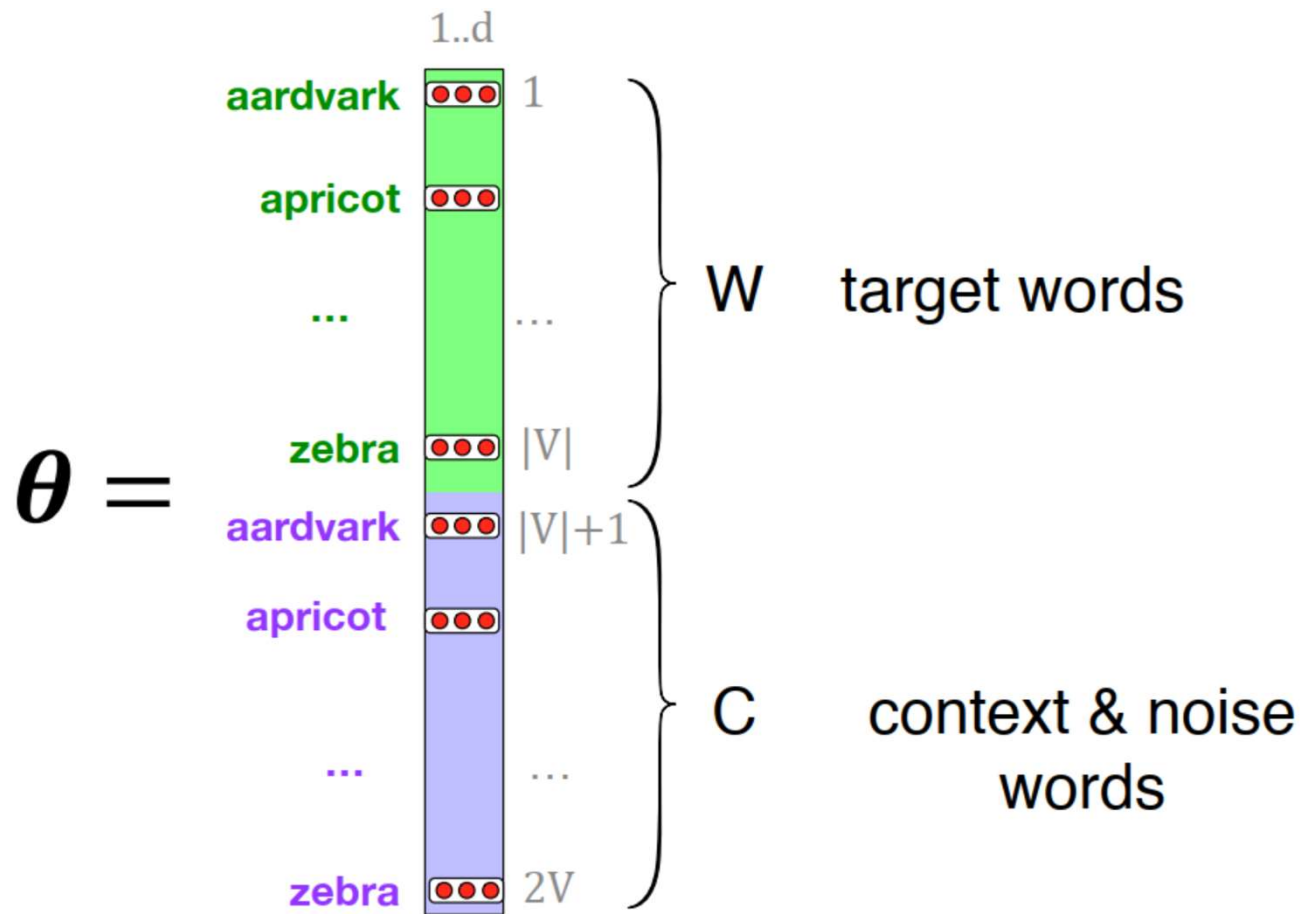 1..d
aardvark 1
apricot
... ...
W target words
zebra |V|
θ =
aardvark |V|+1
apricot
C context & noise
words
... ...
zebra 2V